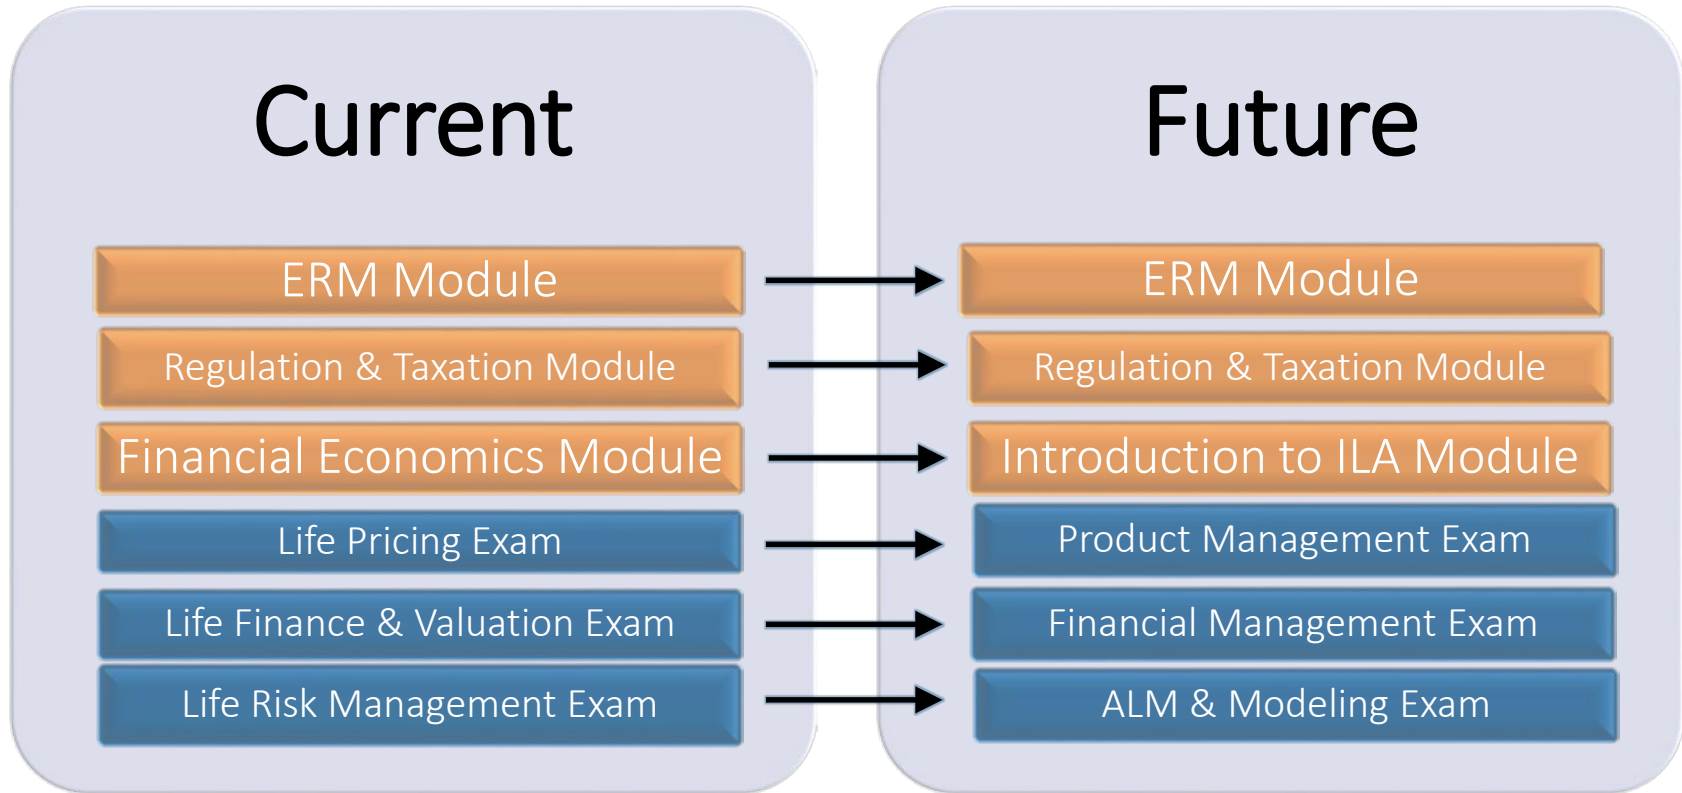 Current
Future
ERM Module
ERM Module
Regulation & Taxation Module
Regulation & Taxation Module
Financial Economics Module
Introduction to ILA Module
Life Pricing Exam
Product Management Exam
Life Finance & Valuation Exam
Financial Management Exam
Life Risk Management Exam
ALM & Modeling Exam